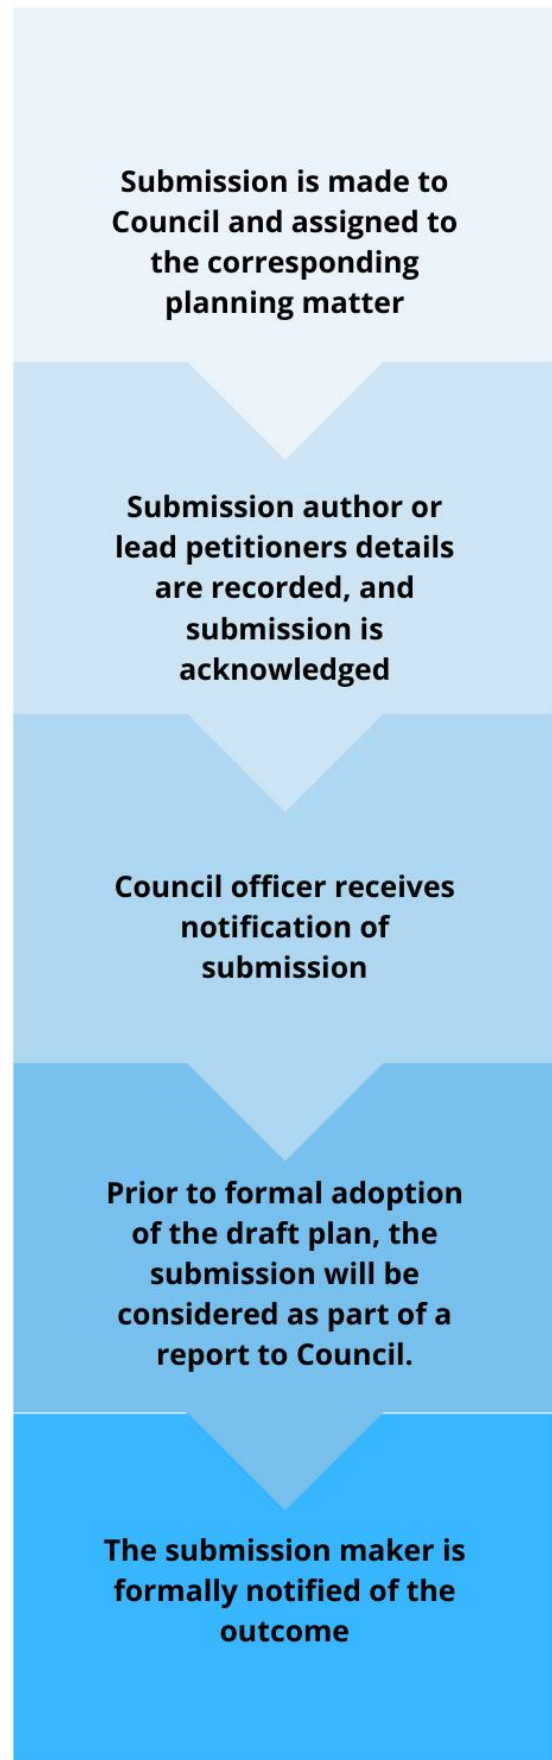 Submission is made to
Council and assigned to
the corresponding
planning matter
Submission author or
lead petitioners details
are recorded, and
submission is
acknowledged
Council officer receives
notification of
submission
Prior to formal adoption
of the draft plan, the
submission will be
considered as part of a
report to Council.
The submission maker is
formally notified of the
outcome